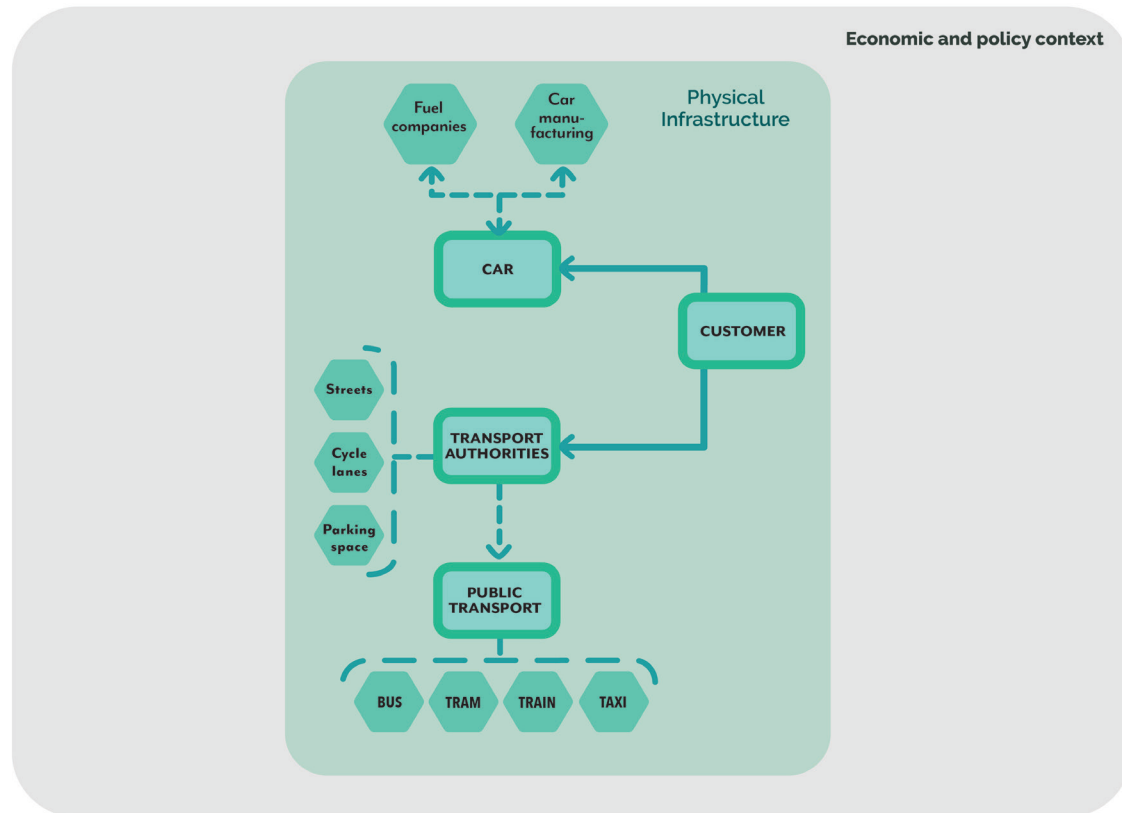 Economic and policy context
Physical
Infrastructure
Fuel
companies
Car
manu-
facturing
CAR
CUSTOMER
Streets
TRANSPORT
AUTHORITIES
Cycle
lanes
Parking
space
PUBLIC
TRANSPORT
BUS
TRAM
TRAIN
TAXI